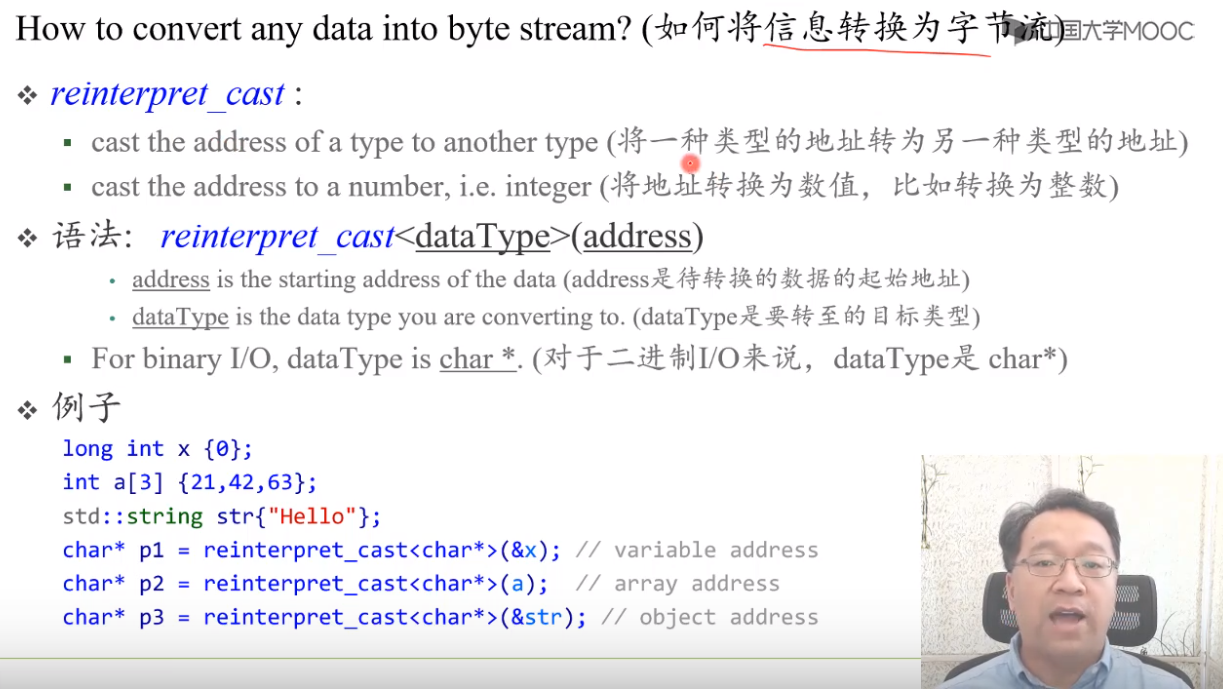 How to convert any data into byte stream? (如何将信息转换为字节流)
中国大学MOOC
❖ reinterpret_cast :
▪ cast the address of a type to another type (将一种类型的地址转为另一种类型的地址)
▪ cast the address to a number, i.e. integer (将地址转换为数值，比如转换为整数)
❖ 语法: reinterpret_cast<dataType>(address)
• address is the starting address of the data (address是待转换的数据的起始地址)
• dataType is the data type you are converting to. (dataType是要转至的目标类型)
▪ For binary I/O, dataType is char *. (对于二进制I/O来说，dataType是 char*)
❖ 例子
long int x {0};
int a[3] {21,42,63};
std::string str{"Hello"};
char* p1 = reinterpret_cast<char*>(&x); // variable address
char* p2 = reinterpret_cast<char*>(a); // array address
char* p3 = reinterpret_cast<char*>(&str); // object address